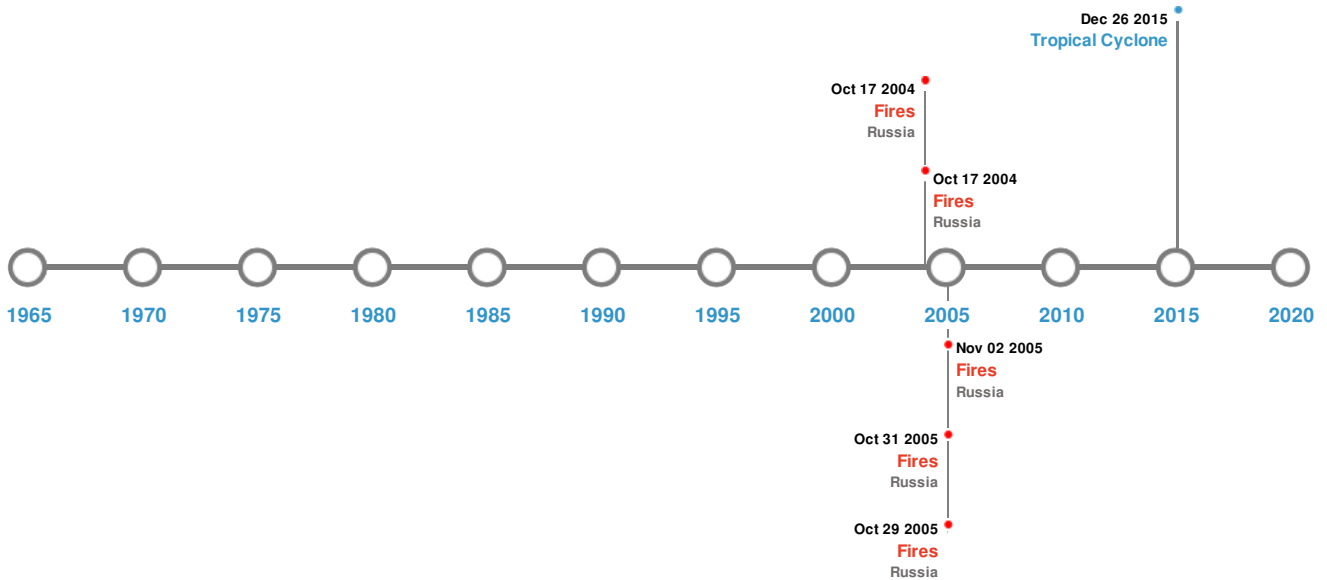 Dec 26 2015
Tropical Cyclone
Oct 17 2004
Fires
Russia
Oct 17 2004
Fires
Russia
1965
1970
1975
1980
1985
1990
1995
2000
2005
2010
2015
2020
Nov 02 2005
Fires
Russia
Oct 31 2005
Fires
Russia
Oct 29 2005
Fires
Russia